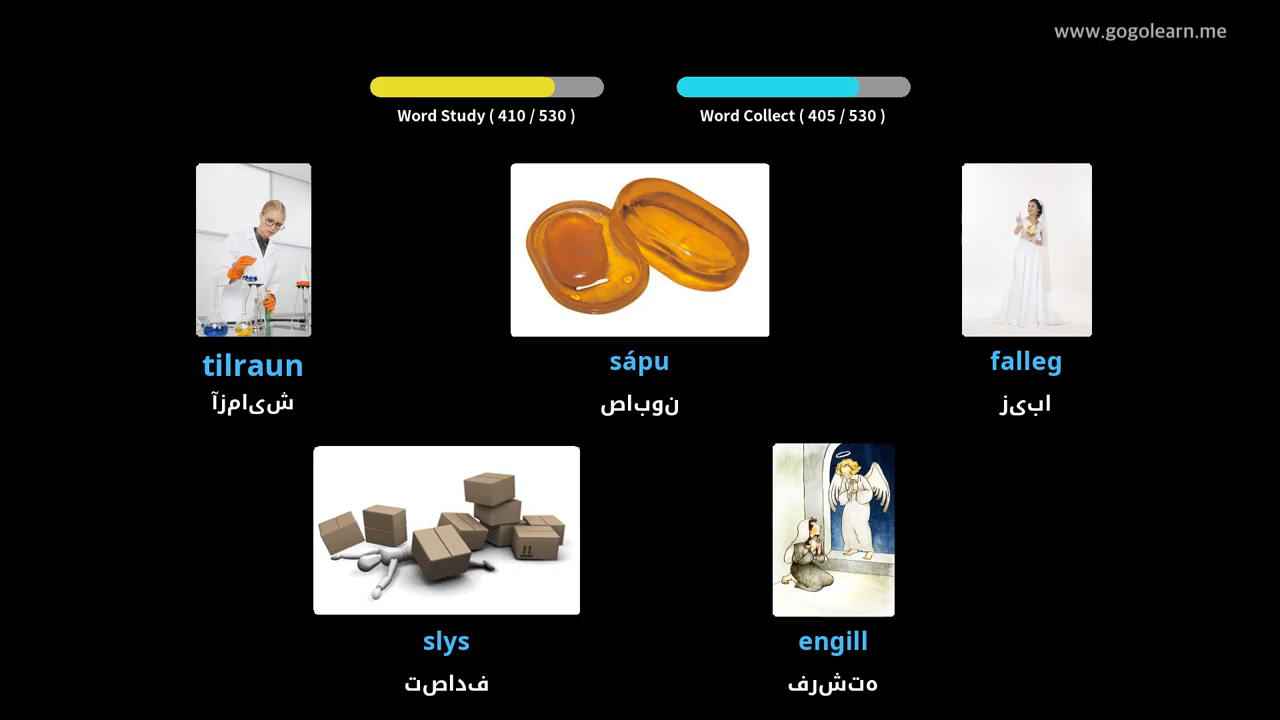 www.gogolearn.me
Word Study ( 410 / 530 )
Word Collect ( 405 / 530 )
tilraun
شیامزآ
sápu
نوباص
falleg
ابیز
slys
فداصت
engill
هتشرف